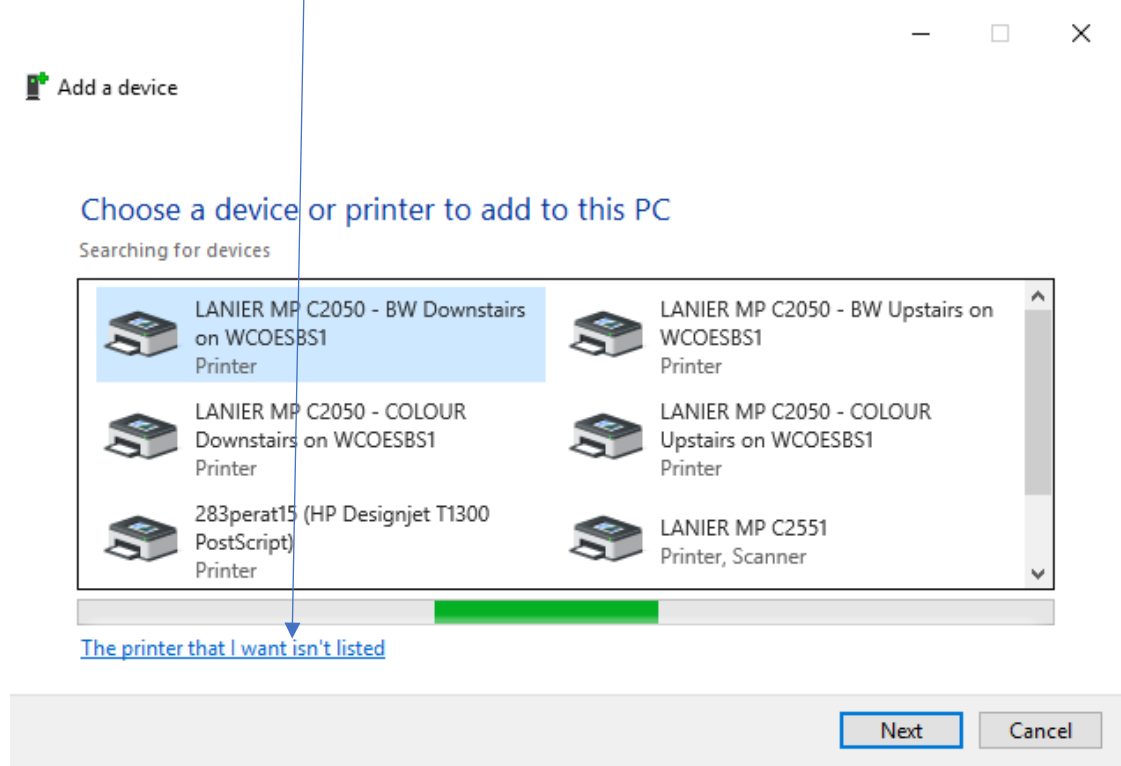 Add a device
Choose a device or printer to add to this PC
Searching for devices
LANIER MP C2050 - BW Downstairs
on WCOESBS1
Printer
LANIER MP C2050 - BW Upstairs on
WCOESBS1
Printer
LANIER MP C2050 - COLOUR
Downstairs on WCOESBS1
Printer
LANIER MP C2050 - COLOUR
Upstairs on WCOESBS1
Printer
283perat15 (HP Designjet T1300
PostScript)
Printer
LANIER MP C2551
Printer, Scanner
The printer that I want isn't listed
Next
Cancel